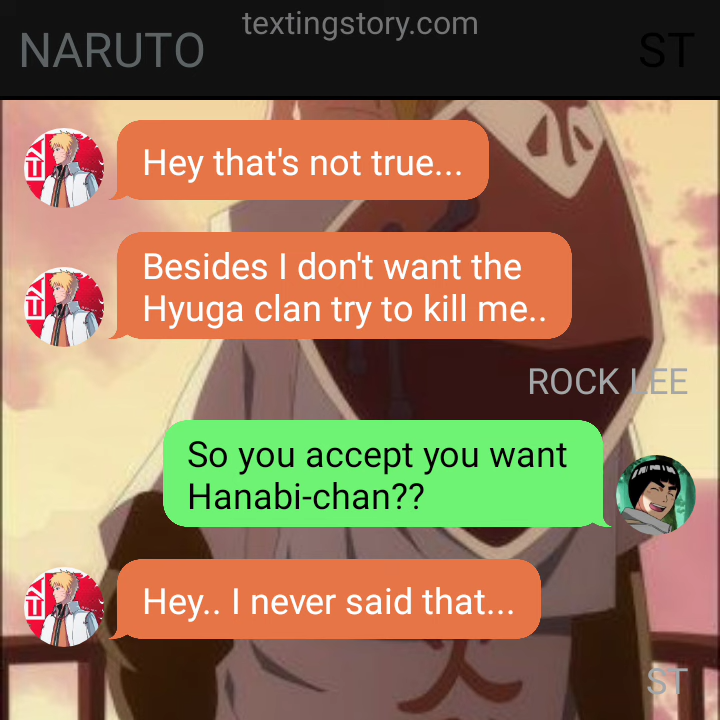 textingstory.com
NARUTO
ST
Hey that's not true...
Besides I don't want the
Hyuga clan try to kill me..
ROCK LEE
So you accept you want
Hanabi-chan??
Hey.. I never said that...
ST
火